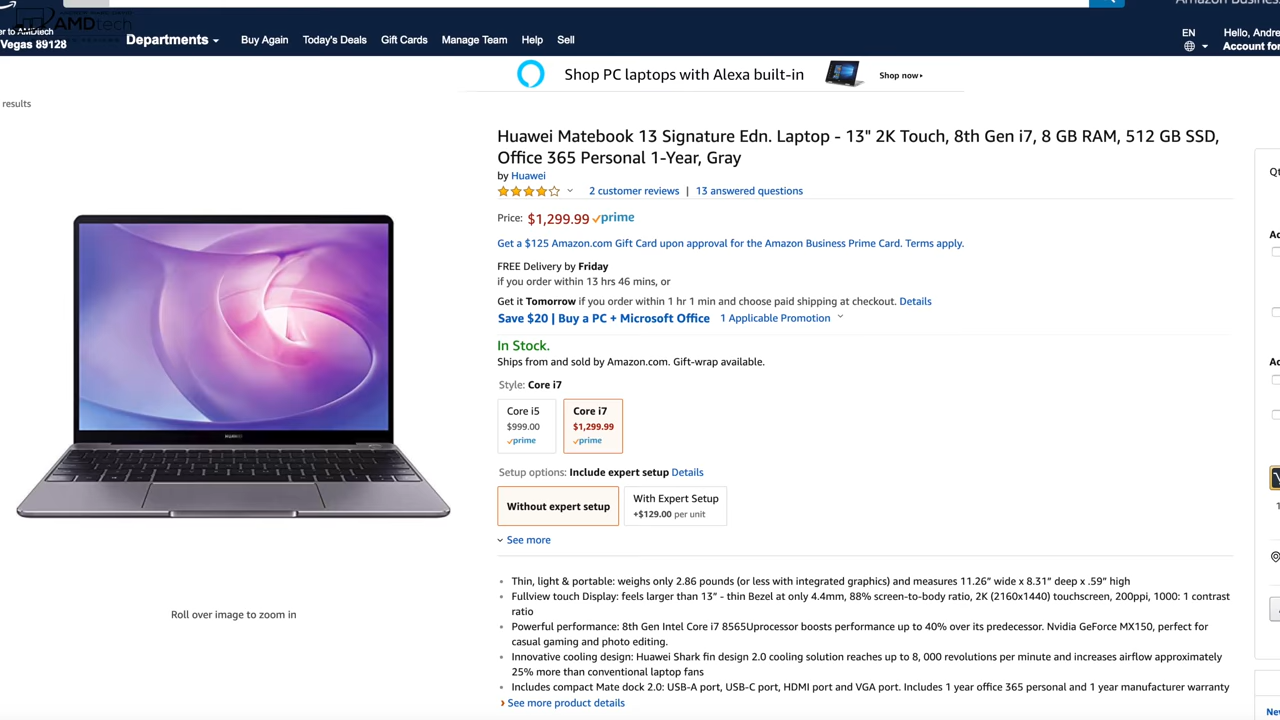 AMDtech
Amazon Business
er to AMDtech
Vegas 89128
Departments
Buy Again
Today's Deals
Gift Cards
Manage Team
Help
Sell
EN
Hello, Andre
Account for
Shop PC laptops with Alexa built-in
Shop now
results
Huawei Matebook 13 Signature Edn. Laptop - 13" 2K Touch, 8th Gen i7, 8 GB RAM, 512 GB SSD,
Office 365 Personal 1-Year, Gray
by Huawei
2 customer reviews | 13 answered questions
Price: $1,299.99 prime
Get a $125 Amazon.com Gift Card upon approval for the Amazon Business Prime Card. Terms apply.
FREE Delivery by Friday
if you order within 13 hrs 46 mins, or
Get it Tomorrow if you order within 1 hr 1 min and choose paid shipping at checkout. Details
Save $20 | Buy a PC + Microsoft Office 1 Applicable Promotion
In Stock.
Ships from and sold by Amazon.com. Gift-wrap available.
Style: Core i7
Core i5
$999.00
prime
Core i7
$1,299.99
prime
Setup options: Include expert setup Details
Without expert setup
With Expert Setup
+$129.00 per unit
See more
Thin, light & portable: weighs only 2.86 pounds (or less with integrated graphics) and measures 11.26” wide x 8.31” deep x .59” high
Fullview touch Display: feels larger than 13” - thin Bezel at only 4.4mm, 88% screen-to-body ratio, 2K (2160x1440) touchscreen, 200ppi, 1000: 1 contrast
ratio
Powerful performance: 8th Gen Intel Core i7 8565Uprocessor boosts performance up to 40% over its predecessor. Nvidia GeForce MX150, perfect for
casual gaming and photo editing.
Innovative cooling design: Huawei Shark fin design 2.0 cooling solution reaches up to 8, 000 revolutions per minute and increases airflow approximately
25% more than conventional laptop fans
Includes compact Mate dock 2.0: USB-A port, USB-C port, HDMI port and VGA port. Includes 1 year office 365 personal and 1 year manufacturer warranty
See more product details
HUAWEI
Roll over image to zoom in
Qt
Ad
Ad
New